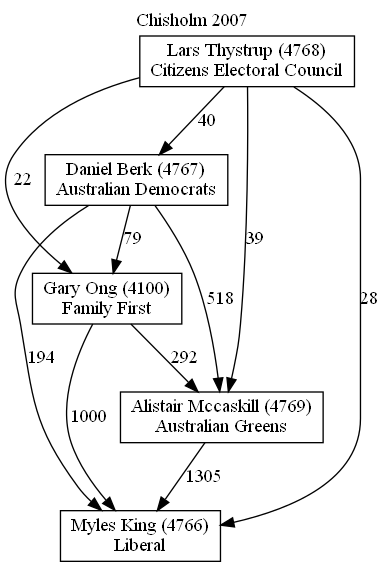 Chisholm 2007
Lars Thystrup (4768)
Citizens Electoral Council
40
Daniel Berk (4767)
Australian Democrats
22
79
39
Gary Ong (4100)
Family First
518
28
194
292
1000
Alistair Mccaskill (4769)
Australian Greens
1305
Myles King (4766)
Liberal